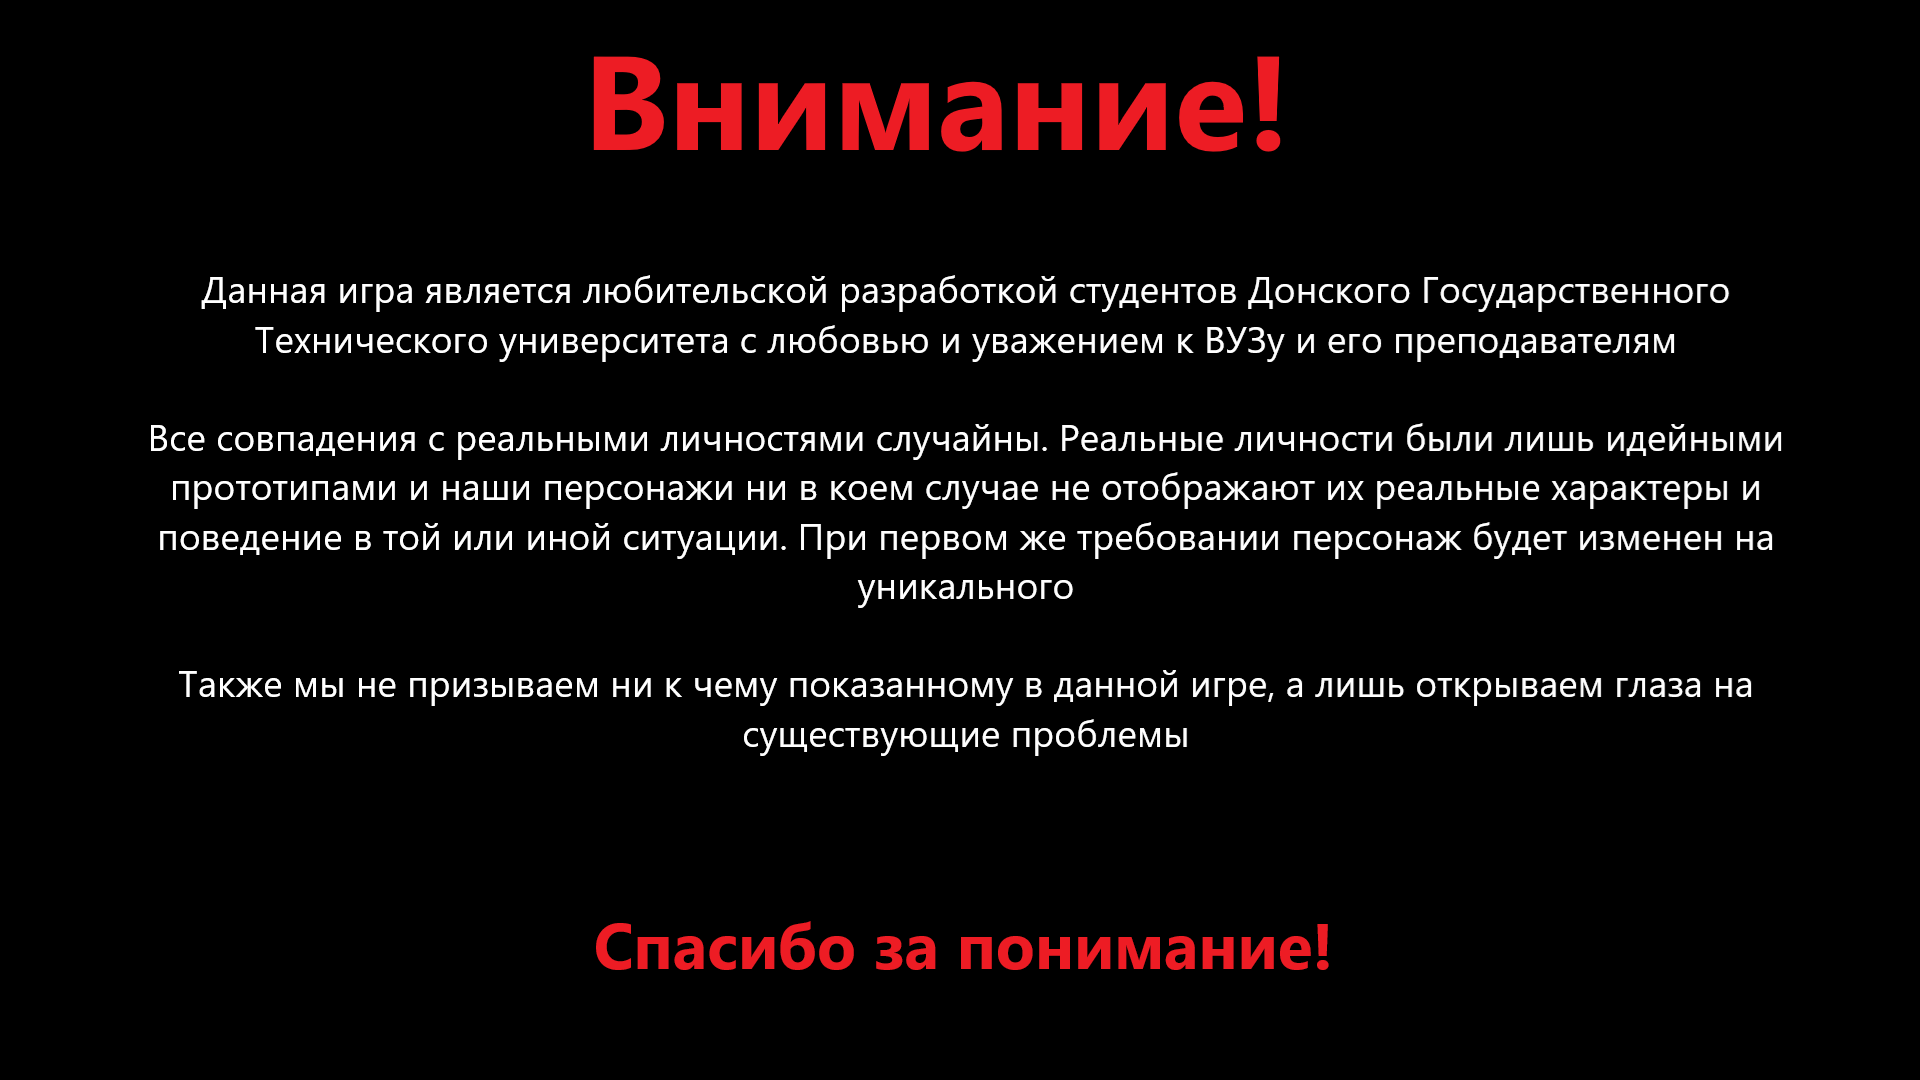 Внимание!
Данная игра является любительской разработкой студентов Донского Государственного
Технического университета с любовью и уважением к ВУЗу и его преподавателям
Все совпадения с реальными личностями случайны. Реальные личности были лишь идейными
прототипами и наши персонажи ни в коем случае не отображают их реальные характеры и
поведение в той или иной ситуации. При первом же требовании персонаж будет изменен на
уникального
Также мы не призываем ни к чему показанному в данной игре, а лишь открываем глаза на
существующие проблемы
Спасибо за понимание!